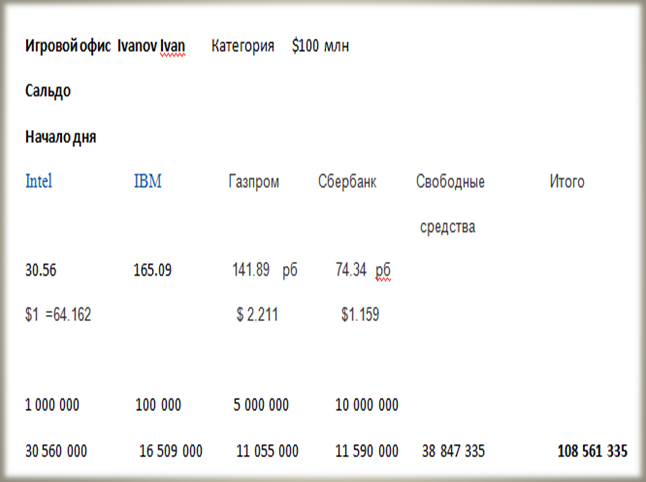 Игровой офис Ivanov Ivan Категория $100 млн
Сальдо
Начало дня
Intel IBM Газпром Сбербанк Свободные Итого
средства
30.56 165.09 141.89 рб 74.34 рб
$1 =64.162 $ 2.211 $1.159
1 000 000 100 000 5 000 000 10 000 000
30 560 000 16 509 000 11 055 000 11 590 000 38 847 335 108 561 335